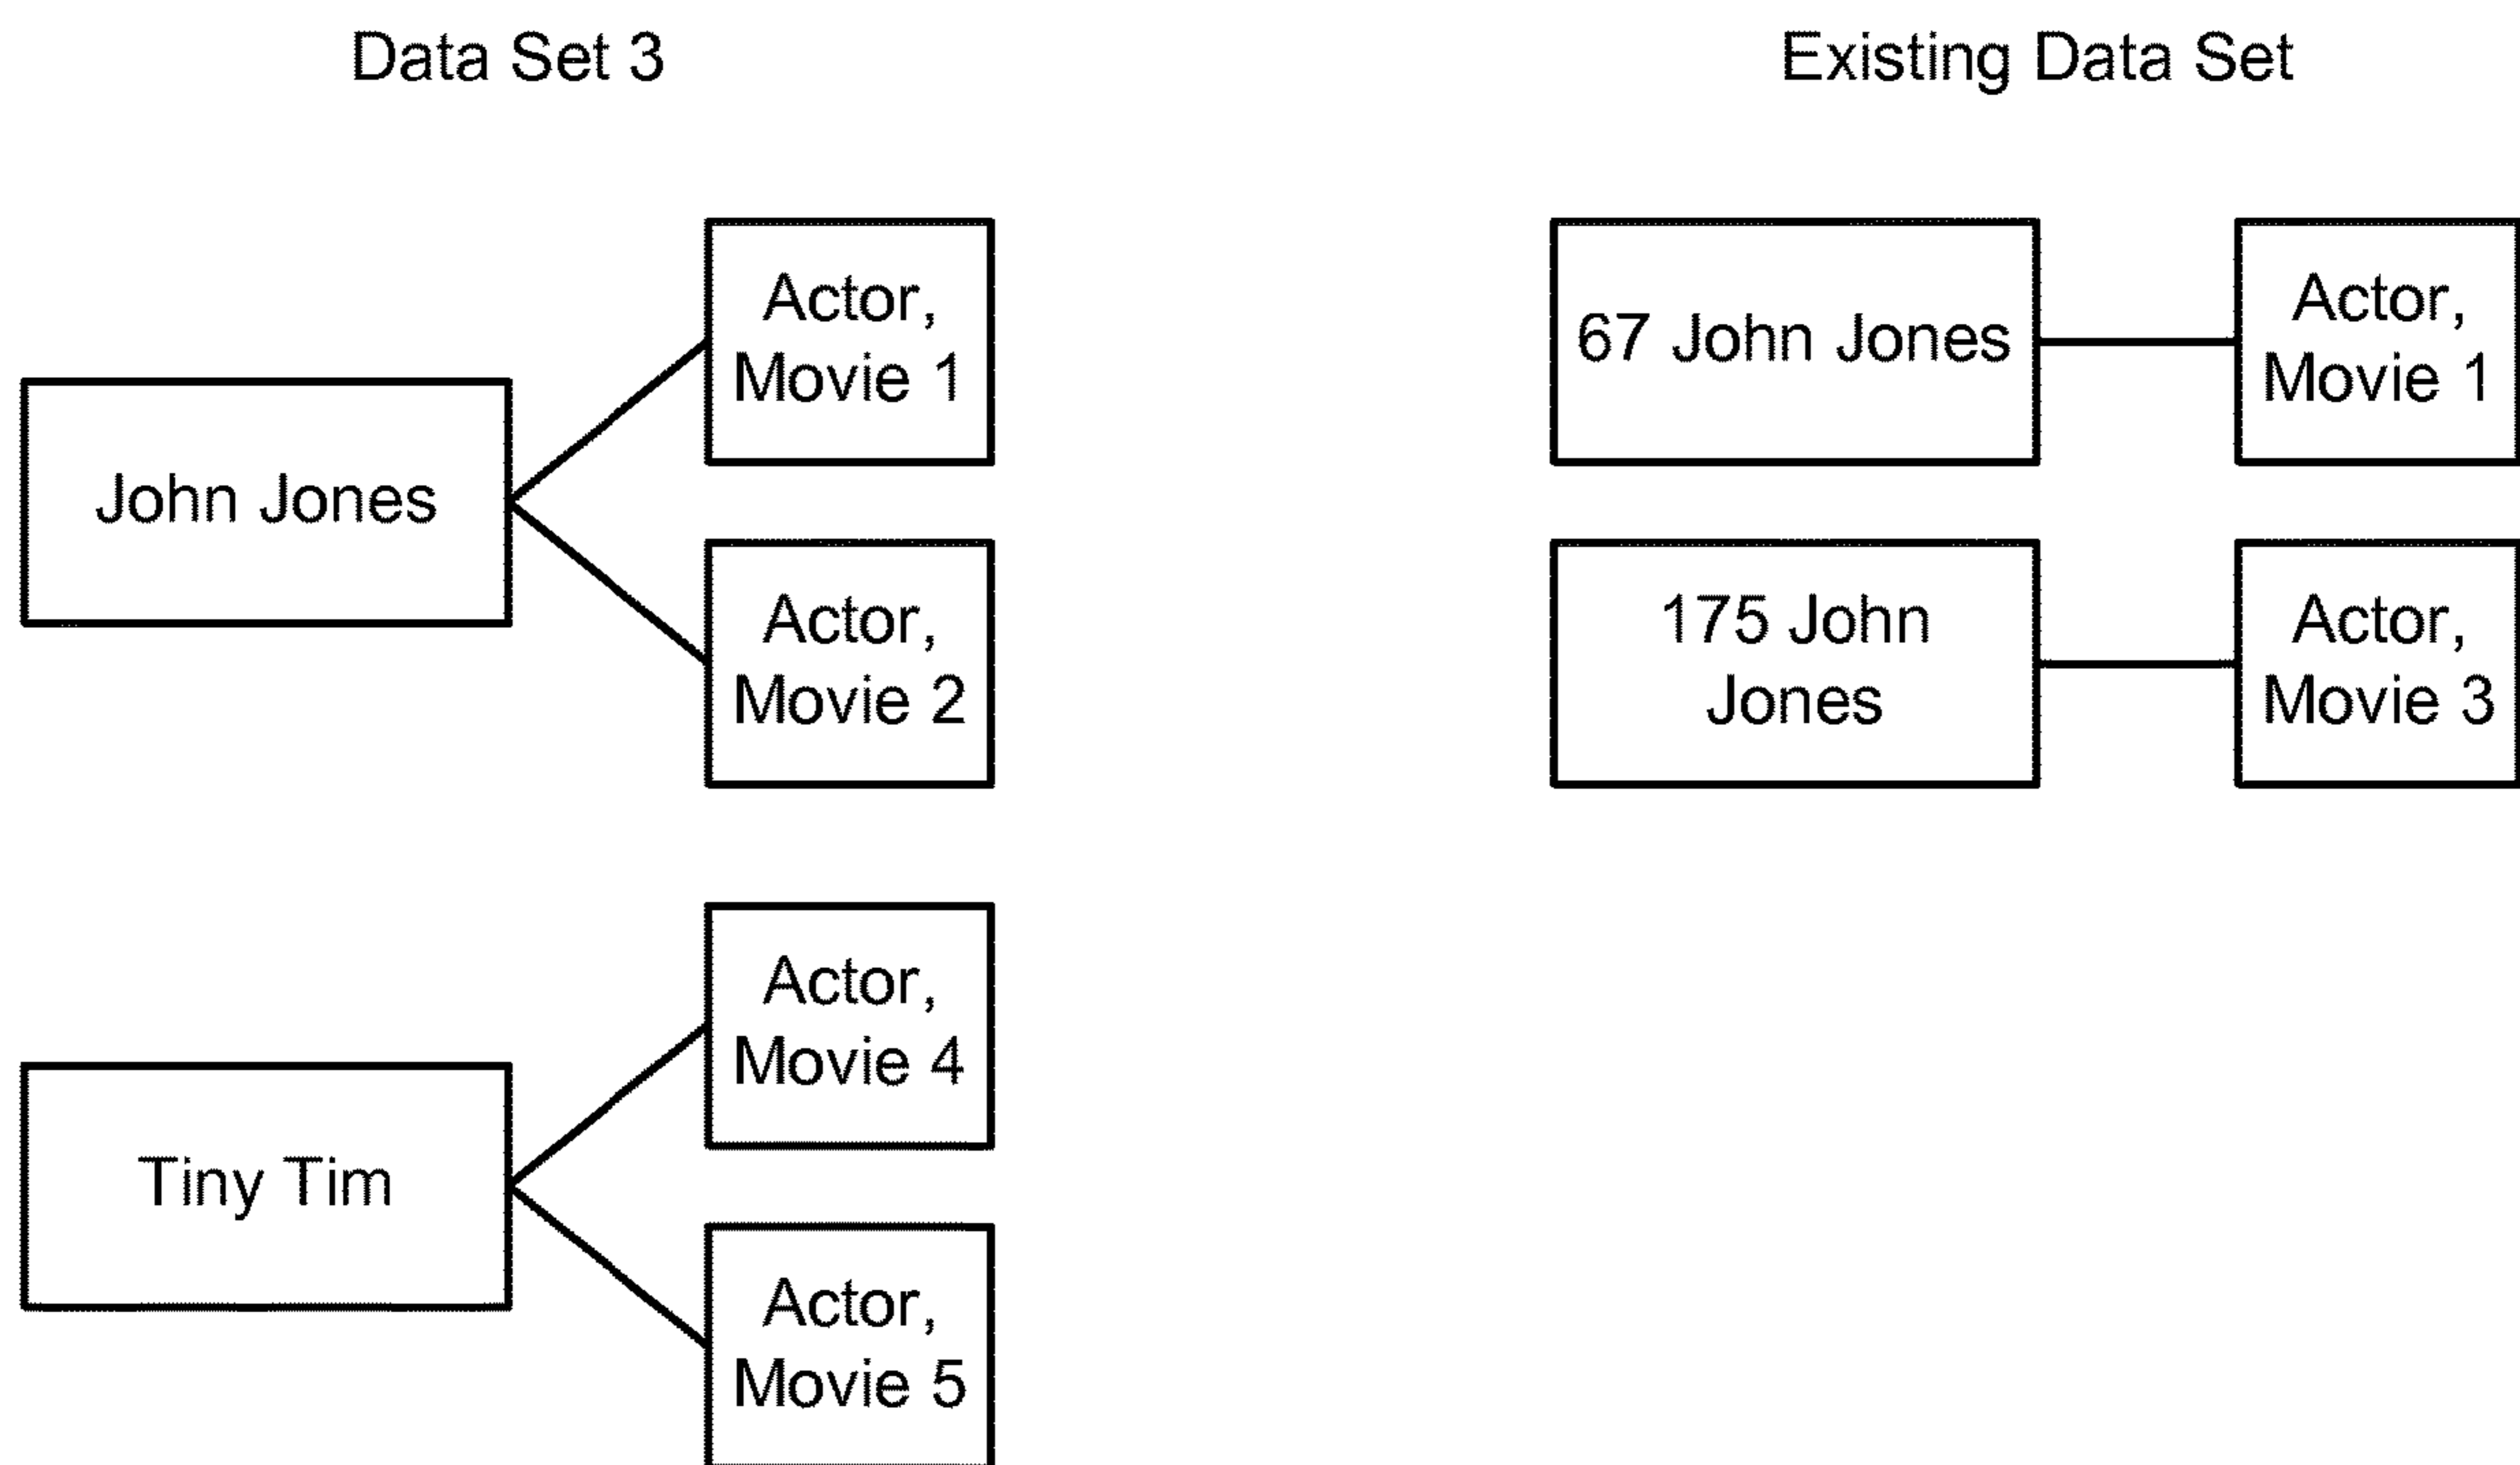 Data Set 3
Existing Data Set
John Jones
Actor,
Movie 1
Actor,
Movie 2
67 John Jones
Actor,
Movie 1
175 John
Jones
Actor,
Movie 3
Tiny Tim
Actor,
Movie 4
Actor,
Movie 5